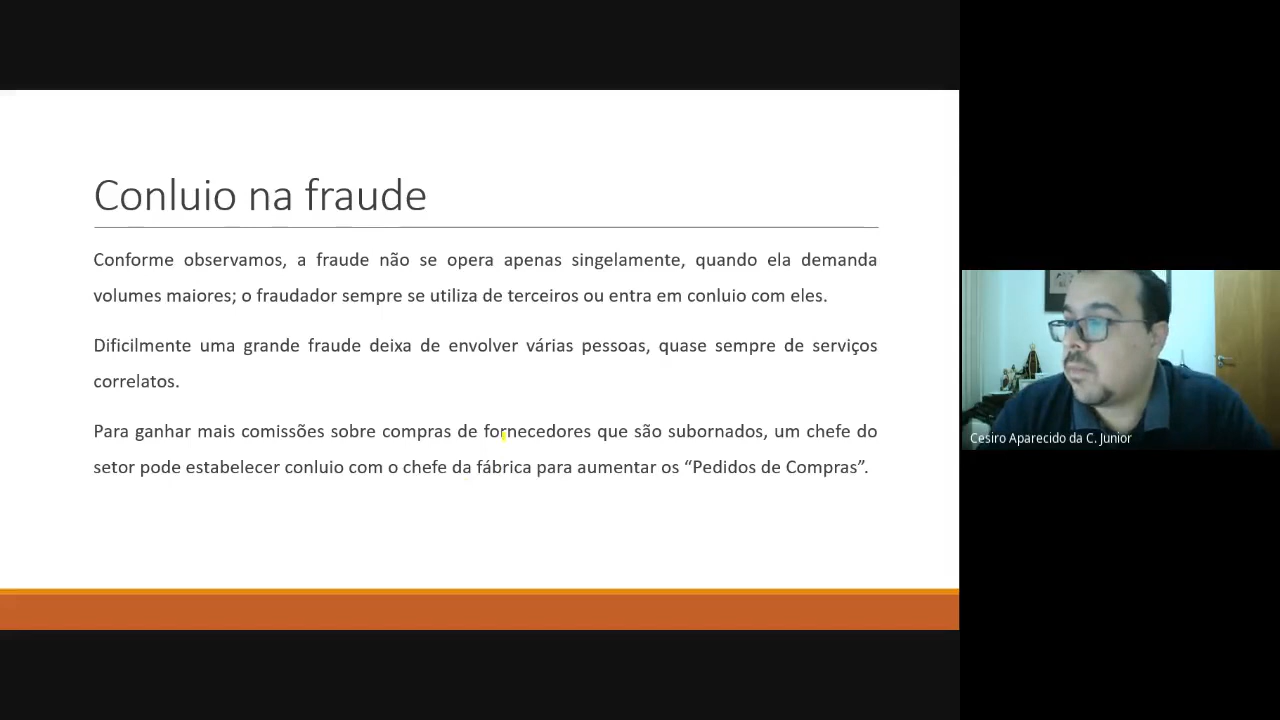 Conluio na fraude
Conforme observamos, a fraude não se opera apenas singelamente, quando ela demanda
volumes maiores; o fraudador sempre se utiliza de terceiros ou entra em conluio com eles.
Dificilmente uma grande fraude deixa de envolver várias pessoas, quase sempre de serviços
correlatos.
Para ganhar mais comissões sobre compras de fornecedores que são subornados, um chefe do
setor pode estabelecer conluio com o chefe da fábrica para aumentar os “Pedidos de Compras”.
Cesiro Aparecido da C. Junior